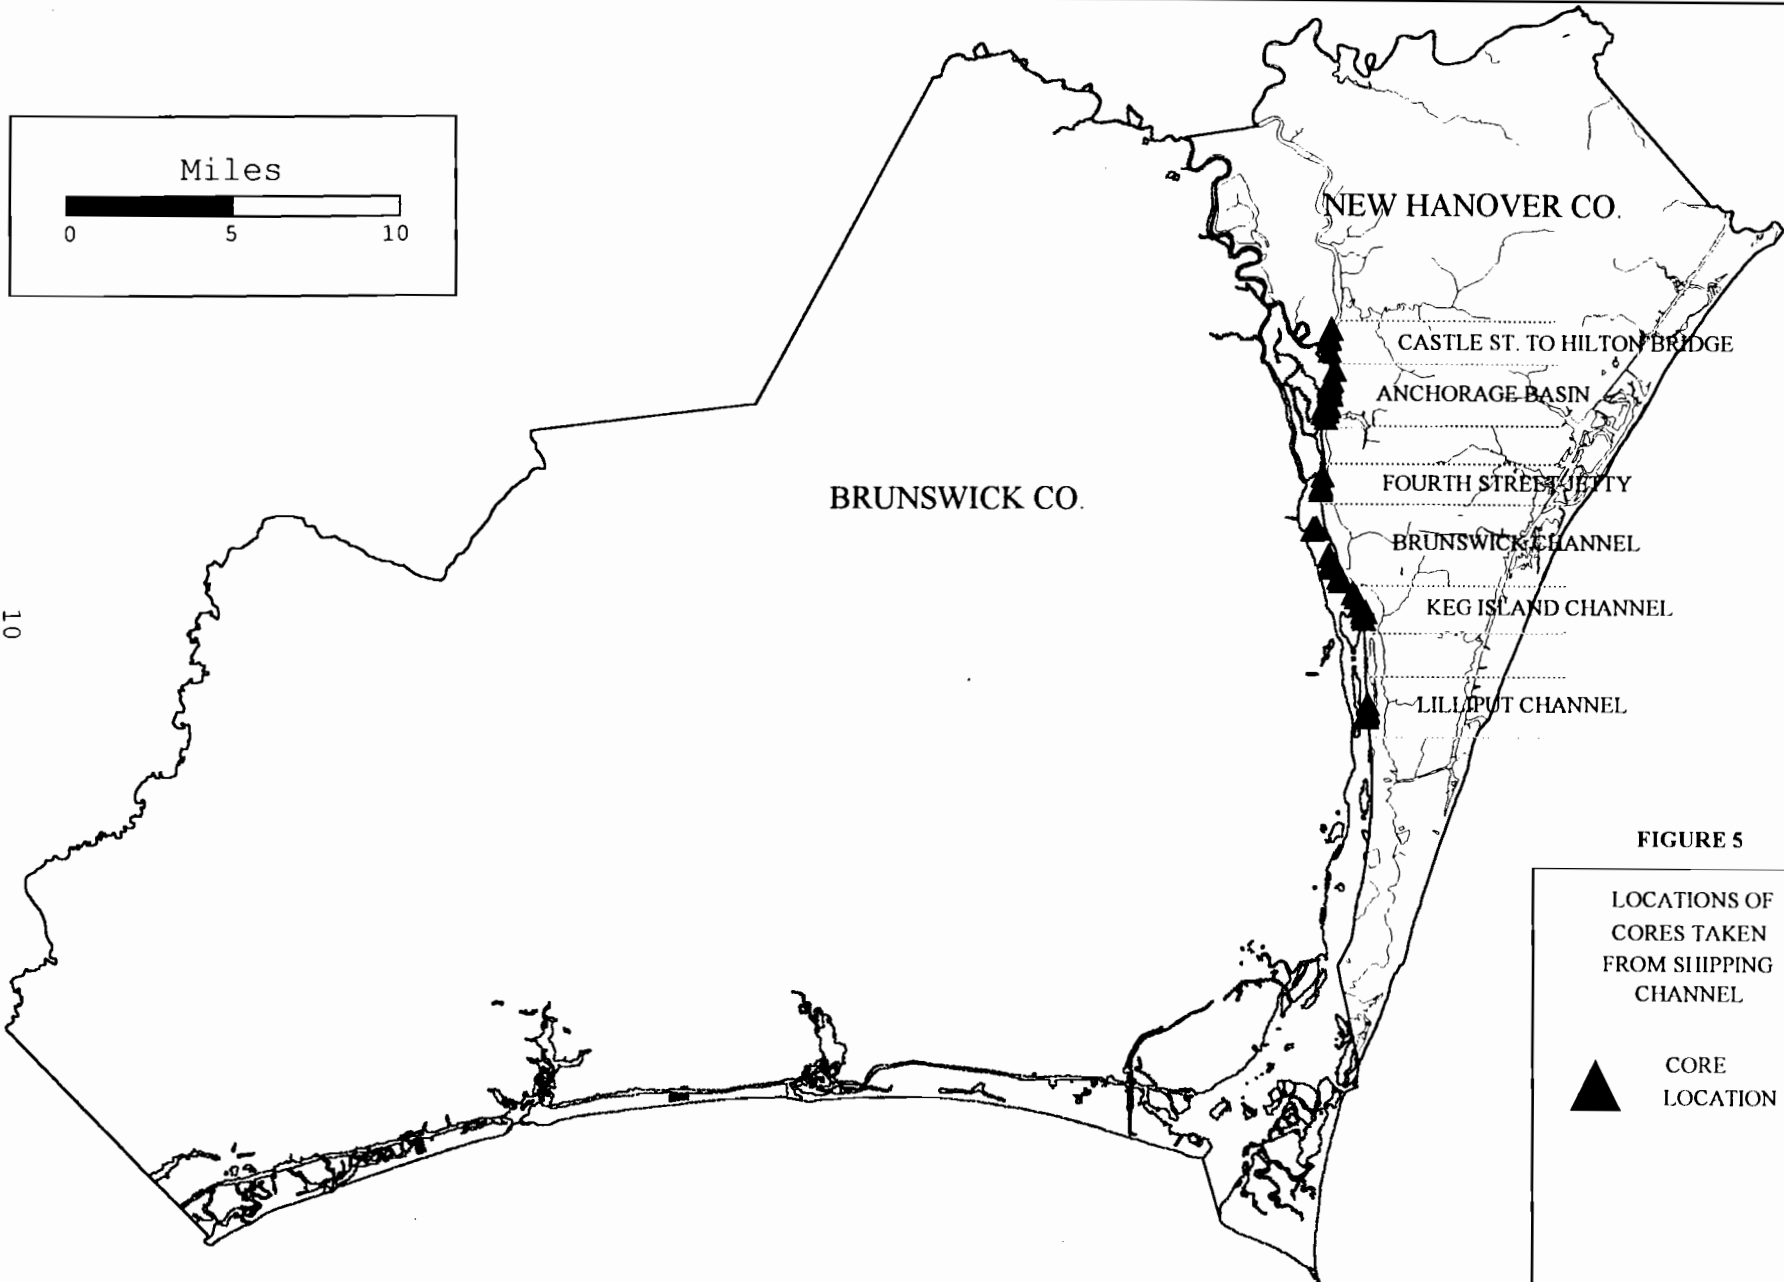 Miles
0 5 10
NEW HANOVER CO.
CASTLE ST. TO HILTON BRIDGE
ANCHORAGE BASIN
FOURTH STREET JETTY
BRUNSWICK CO.
BRUNSWICK CHANNEL
KEG ISLAND CHANNEL
LILLIPUT CHANNEL
10
FIGURE 5
LOCATIONS OF
CORES TAKEN
FROM SHIPPING
CHANNEL
CORE
LOCATION